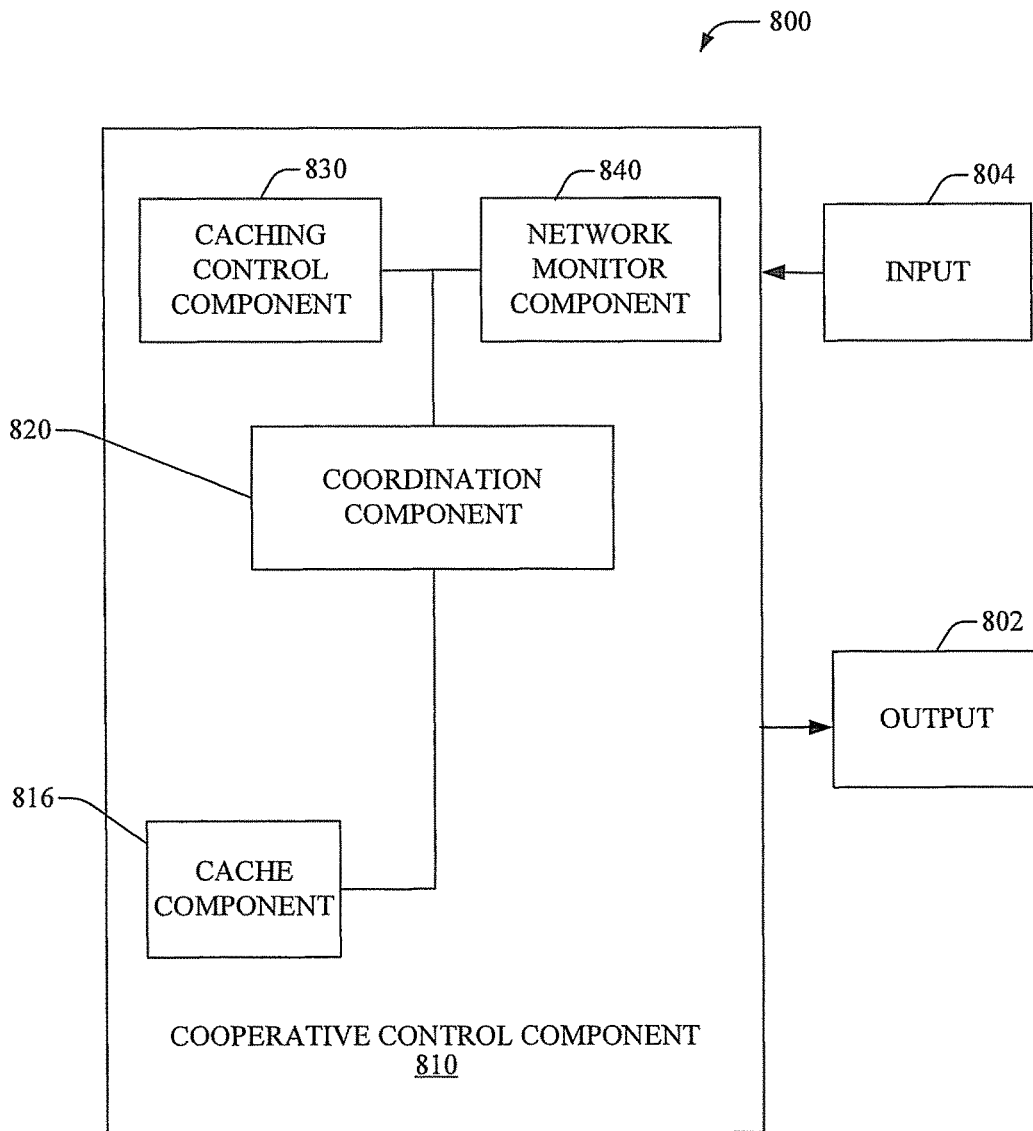 800
830
840
804
CACHING
CONTROL
COMPONENT
NETWORK
MONITOR
COMPONENT
INPUT
820
COORDINATION
COMPONENT
802
OUTPUT
816
CACHE
COMPONENT
COOPERATIVE CONTROL COMPONENT
810